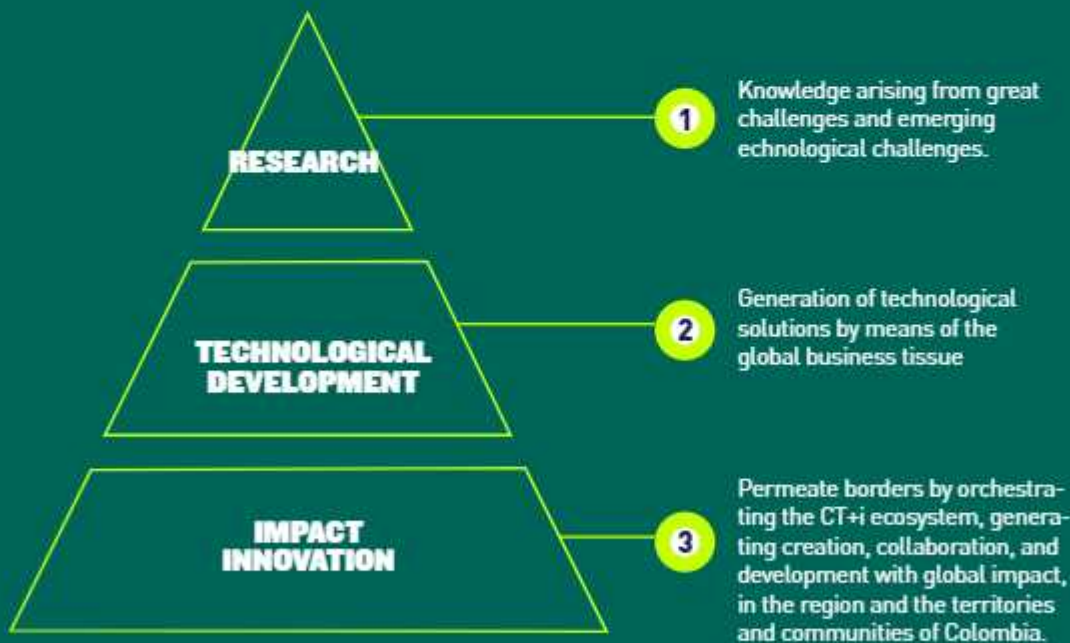 RESEARCH
1
Knowledge arising from great
challenges and emerging
echnological challenges.
TECHNOLOGICAL
DEVELOPMENT
2
Generation of technological
solutions by means of the
global business tissue
IMPACT
INNOVATION
3
Permeate borders by orchestra-
ting the CT+i ecosystem, genera-
ting creation, collaboration, and
development with global impact,
in the region and the territories
and communities of Colombia.